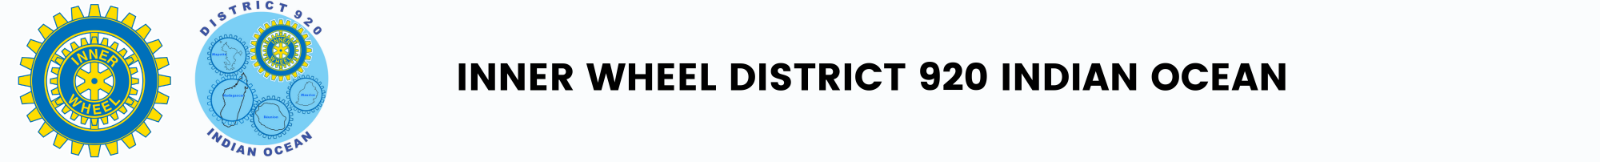 INNER
WHEEL
DISTRICT 920
INDIAN OCEAN
INNER WHEEL DISTRICT 920 INDIAN OCEAN